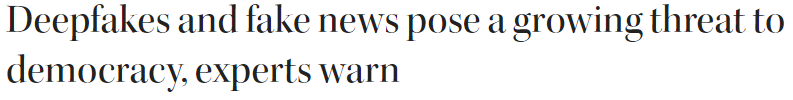 Deepfakes and fake news pose a growing threat to
democracy, experts warn